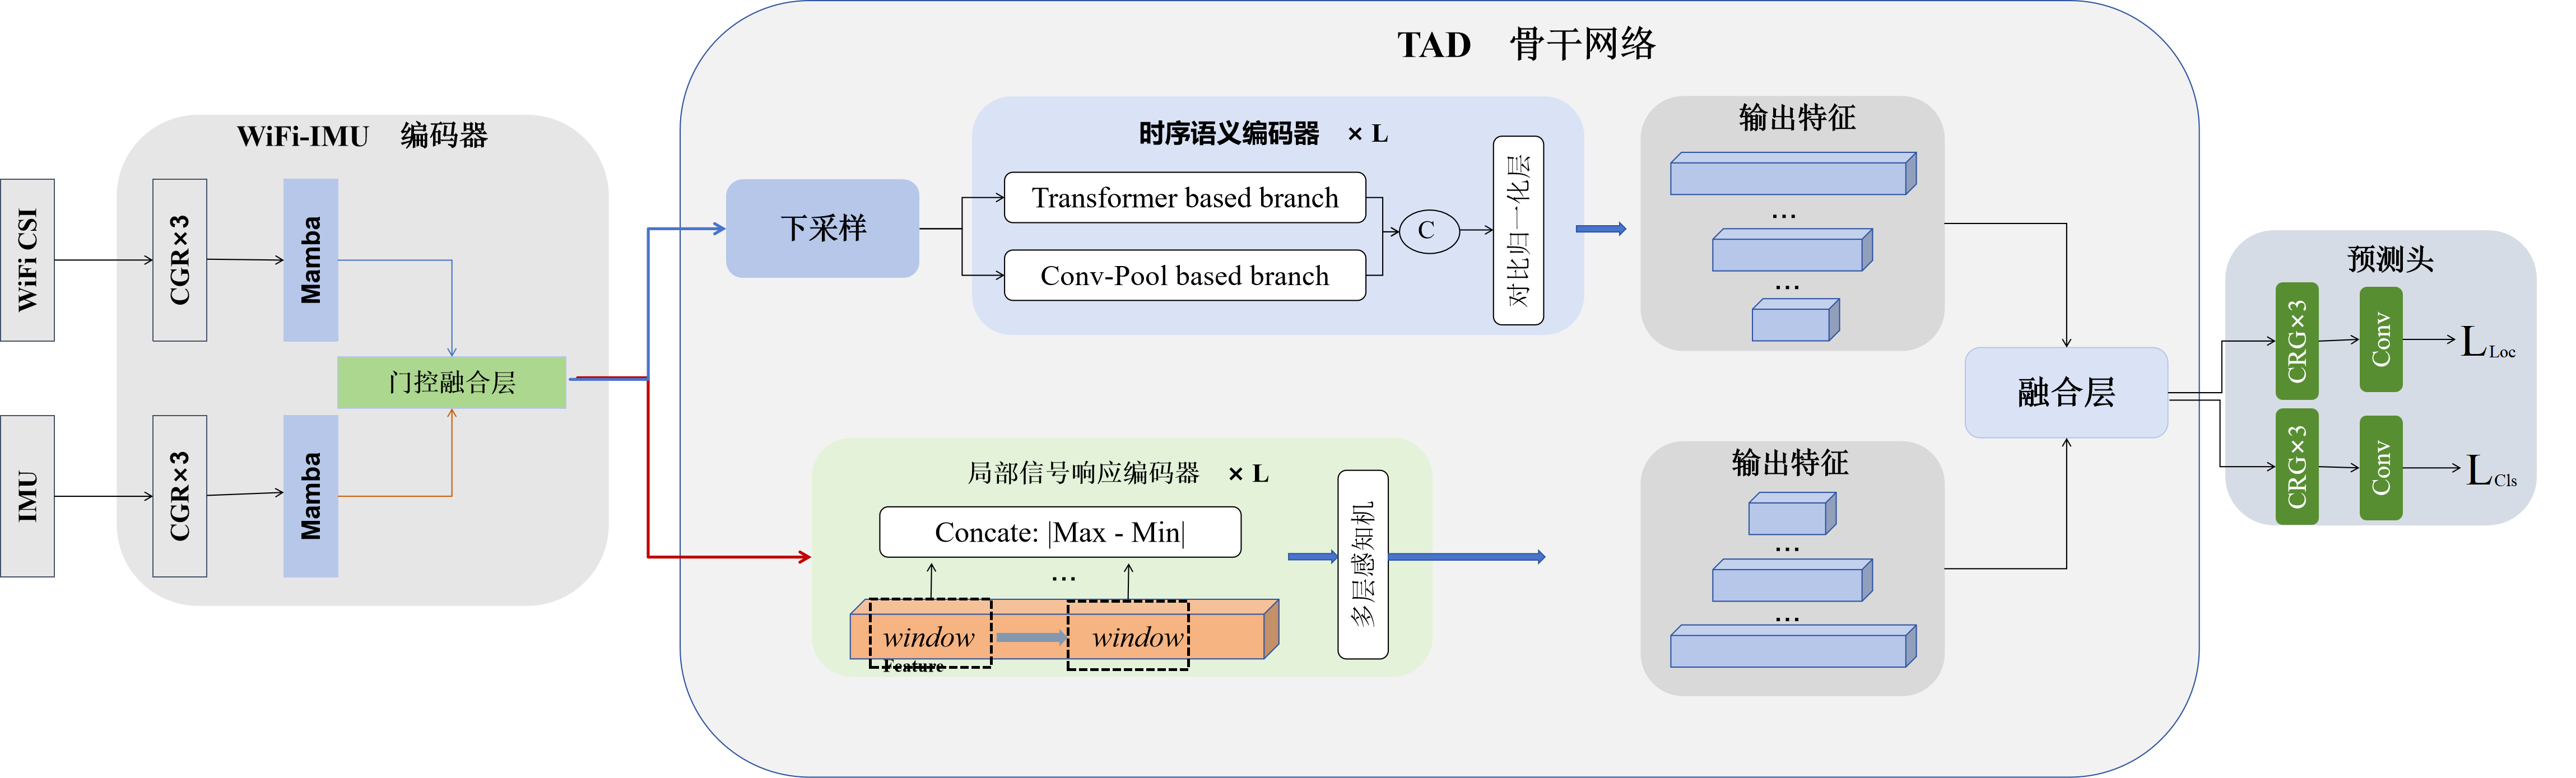 TAD 骨干网络
WiFi-IMU 编码器
WiFi CSI
CGR×3
Mamba
门控融合层
IMU
CGR×3
Mamba
下采样
时序语义编码器 × L
Transformer based branch
Conv-Pool based branch
C
对比归一化层
输出特征
...
...
局部信号响应编码器 × L
Concate: |Max - Min|
...
window
window
Feature
多层感知机
输出特征
...
...
融合层
预测头
CRG×3
Conv
LLoc
CRG×3
Conv
LCls